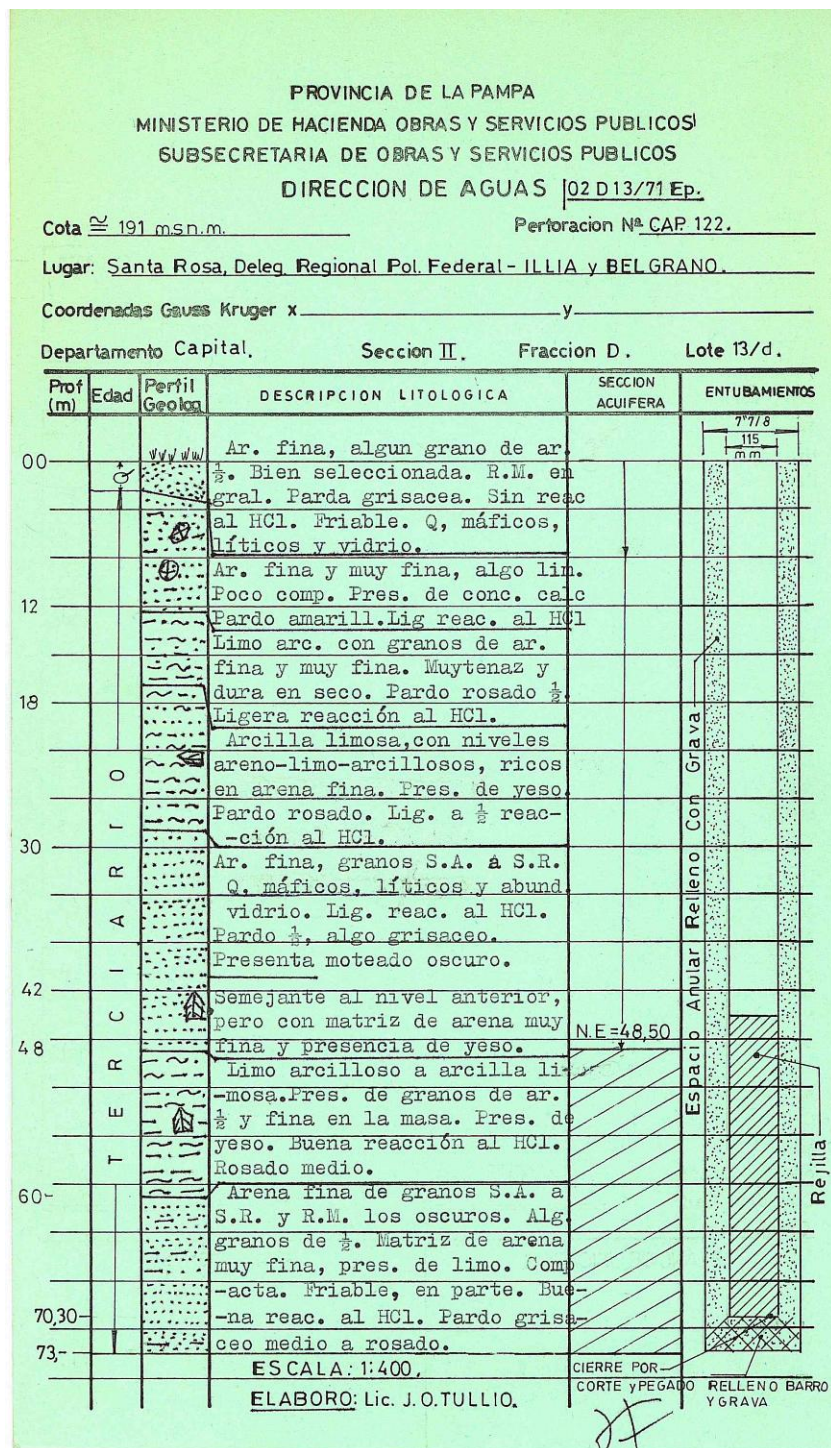 PROVINCIA DE LA PAMPA
MINISTERIO DE HACIENDA OBRAS Y SERVICIOS PUBLICOS
SUBSECRETARIA DE OBRAS Y SERVICIOS PUBLICOS
DIRECCION DE AGUAS 02 D13/71 Ep.
Cota ≅ 191 m.s.n.m. Perforacion Nº CAP. 122.
Lugar: Santa Rosa, Deleg. Regional Pol. Federal - ILLIA y BELGRANO.
Coordenadas Gauss Kruger x y
Departamento Capital. Seccion II. Fraccion D. Lote 13/d.
Prof (m) Edad Perfil Geolog DESCRIPCION LITOLOGICA SECCION ACUIFERA ENTUBAMIENTOS
7"7/8
115
mm
00
12
18
30
42
48
60
70,30
73,-
Q
TERCIARIO
Ar. fina, algun grano de ar.
½. Bien seleccionada. R.M. en
gral. Parda grisacea. Sin reac
al HCl. Friable. Q, máficos,
líticos y vidrio.
Ar. fina y muy fina, algo lim.
Poco comp. Pres. de conc. calc
Pardo amarill.Lig reac. al HCl
Limo arc. con granos de ar.
fina y muy fina. Muytenaz y
dura en seco. Pardo rosado ½.
Ligera reacción al HCl.
Arcilla limosa,con niveles
areno-limo-arcillosos, ricos
en arena fina. Pres. de yeso.
Pardo rosado. Lig. a ½ reac-
-ción al HCl.
Ar. fina, granos S.A. a S.R.
Q, máficos, líticos y abund.
vidrio. Lig. reac. al HCl.
Pardo ½, algo grisaceo.
Presenta moteado oscuro.
Semejante al nivel anterior,
pero con matriz de arena muy
fina y presencia de yeso.
Limo arcilloso a arcilla li-
-mosa.Pres. de granos de ar.
½ y fina en la masa. Pres. de
yeso. Buena reacción al HCl.
Rosado medio.
Arena fina de granos S.A. a
S.R. y R.M. los oscuros. Alg.
granos de ½. Matriz de arena
muy fina, pres. de limo. Comp
-acta. Friable, en parte. Bue-
-na reac. al HCl. Pardo grisa-
ceo medio a rosado.
N.E=48,50
Espacio Anular Relleno Con Grava
Rejilla
ESCALA: 1:400.
ELABORO: Lic. J.O.TULLIO.
CIERRE POR
CORTE y PEGADO
RELLENO BARRO
Y GRAVA